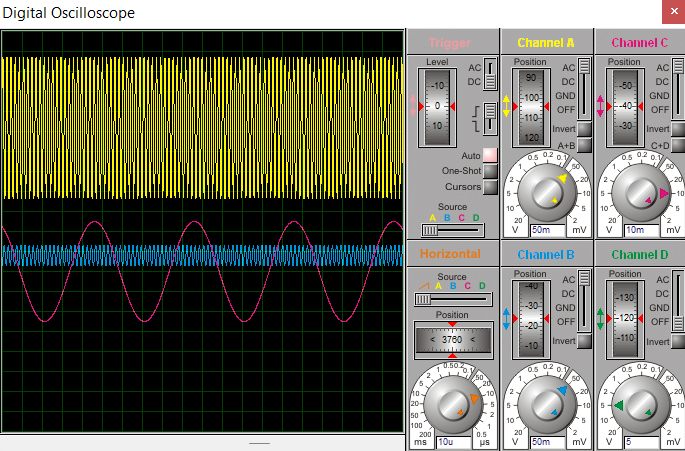 Digital Oscilloscope
Trigger
Level
-10
0
10
AC
DC
Auto
One-Shot
Cursors
Source
A B C D
Channel A
Position
90
100
110
120
AC
DC
GND
OFF
Invert
A+B
1 0.5 0.2 0.1
2
5
10
20
50
20
10
5
2
V
50m
mV
Channel C
Position
-50
-40
-30
AC
DC
GND
OFF
Invert
C+D
1 0.5 0.2 0.1
2
5
10
20
50
20
10
5
2
V
10m
mV
Horizontal
Source
A B C D
Position
< 3760 >
1 0.5 0.2 0.1
2
5
10
20
50
100
200
50
20
10
5
2
1
0.5
ms
10u
µs
Channel B
Position
-40
-30
-20
-10
AC
DC
GND
OFF
Invert
1 0.5 0.2 0.1
2
5
10
20
50
20
10
5
2
V
50m
mV
Channel D
Position
-130
-120
-110
AC
DC
GND
OFF
Invert
1 0.5 0.2 0.1
2
5
10
20
50
20
10
5
2
V
5
mV